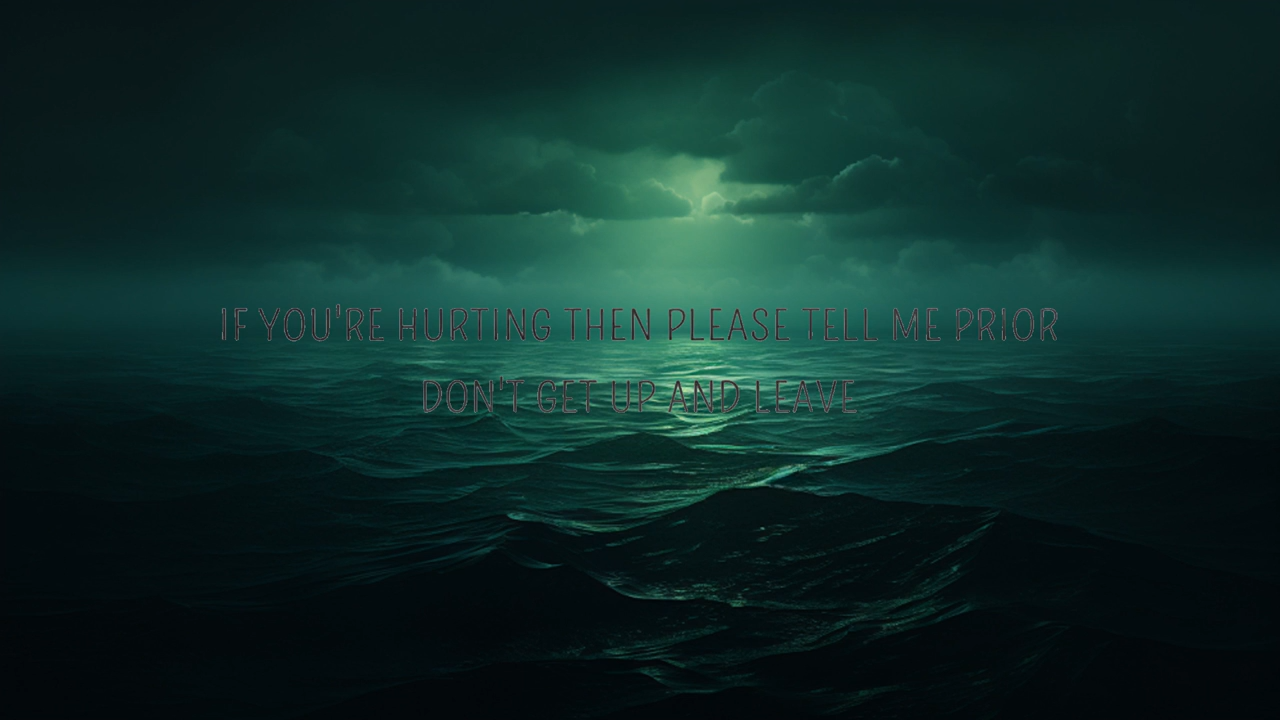 IF YOU'RE HURTING THEN PLEASE TELL ME PRIOR
DON'T GET UP AND LEAVE